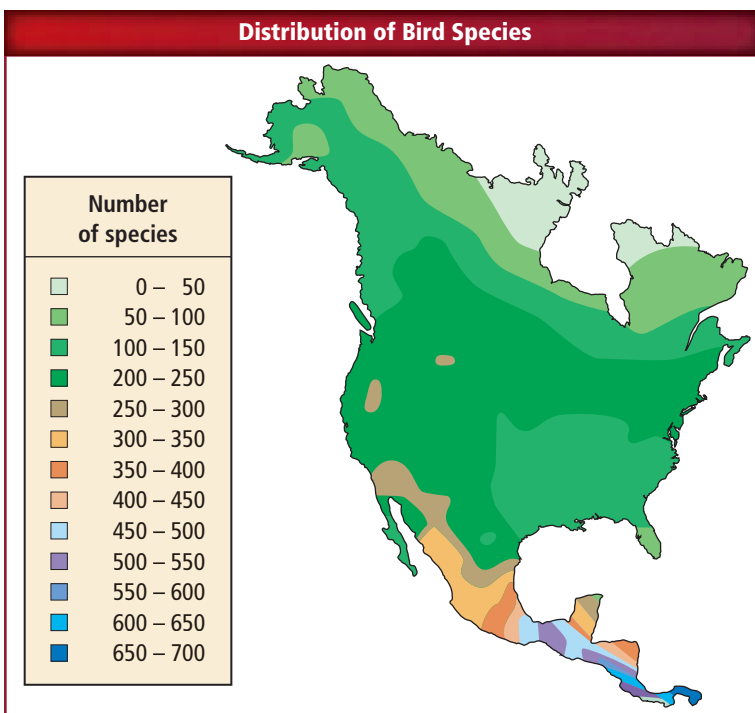 Distribution of Bird Species
Number
of species
0 – 50
50 – 100
100 – 150
200 – 250
250 – 300
300 – 350
350 – 400
400 – 450
450 – 500
500 – 550
550 – 600
600 – 650
650 – 700